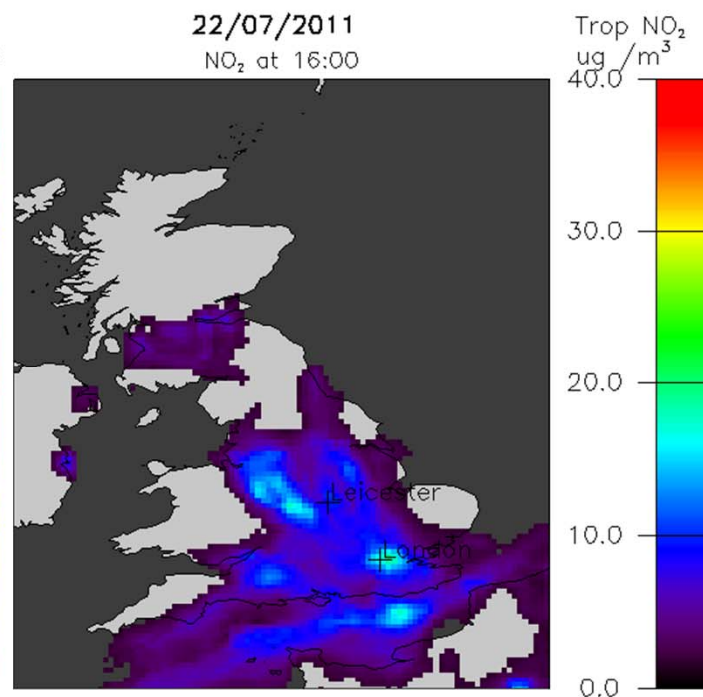 22/07/2011
NO₂ at 16:00
Trop NO₂
ug /m³
40.0
30.0
20.0
10.0
0.0
Leicester
London